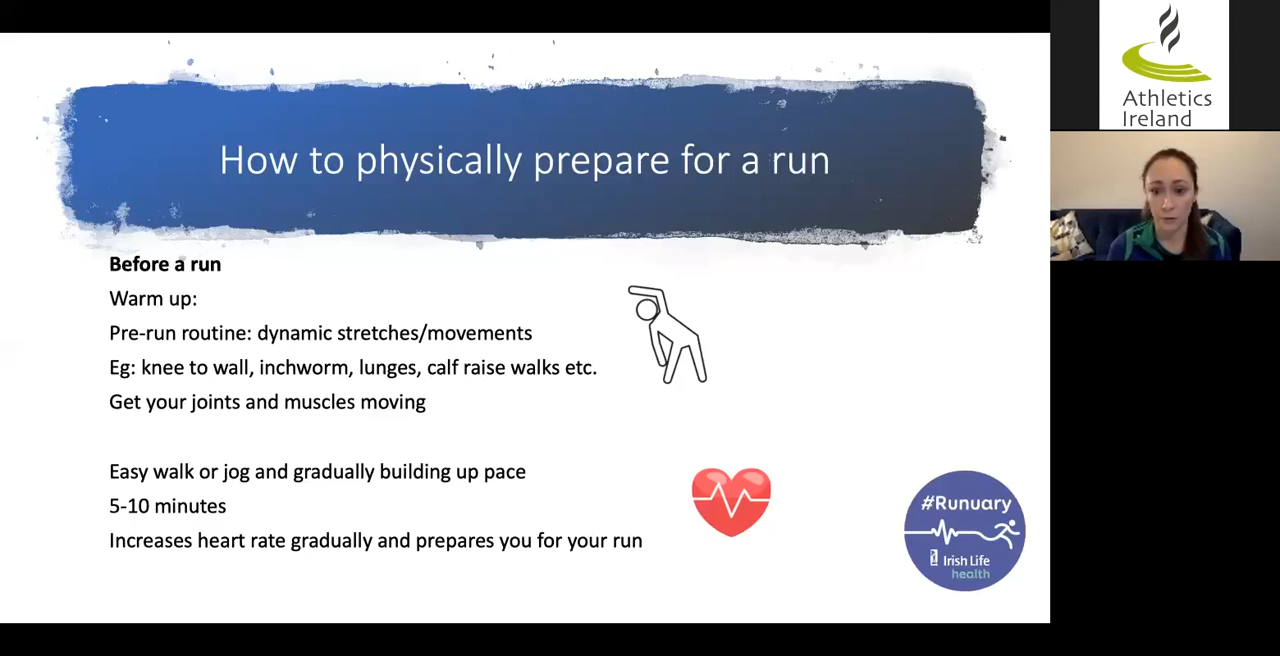 How to physically prepare for a run
Before a run
Warm up:
Pre-run routine: dynamic stretches/movements
Eg: knee to wall, inchworm, lunges, calf raise walks etc.
Get your joints and muscles moving
Easy walk or jog and gradually building up pace
5-10 minutes
Increases heart rate gradually and prepares you for your run
#Runuary
Irish Life
health
Athletics
Ireland